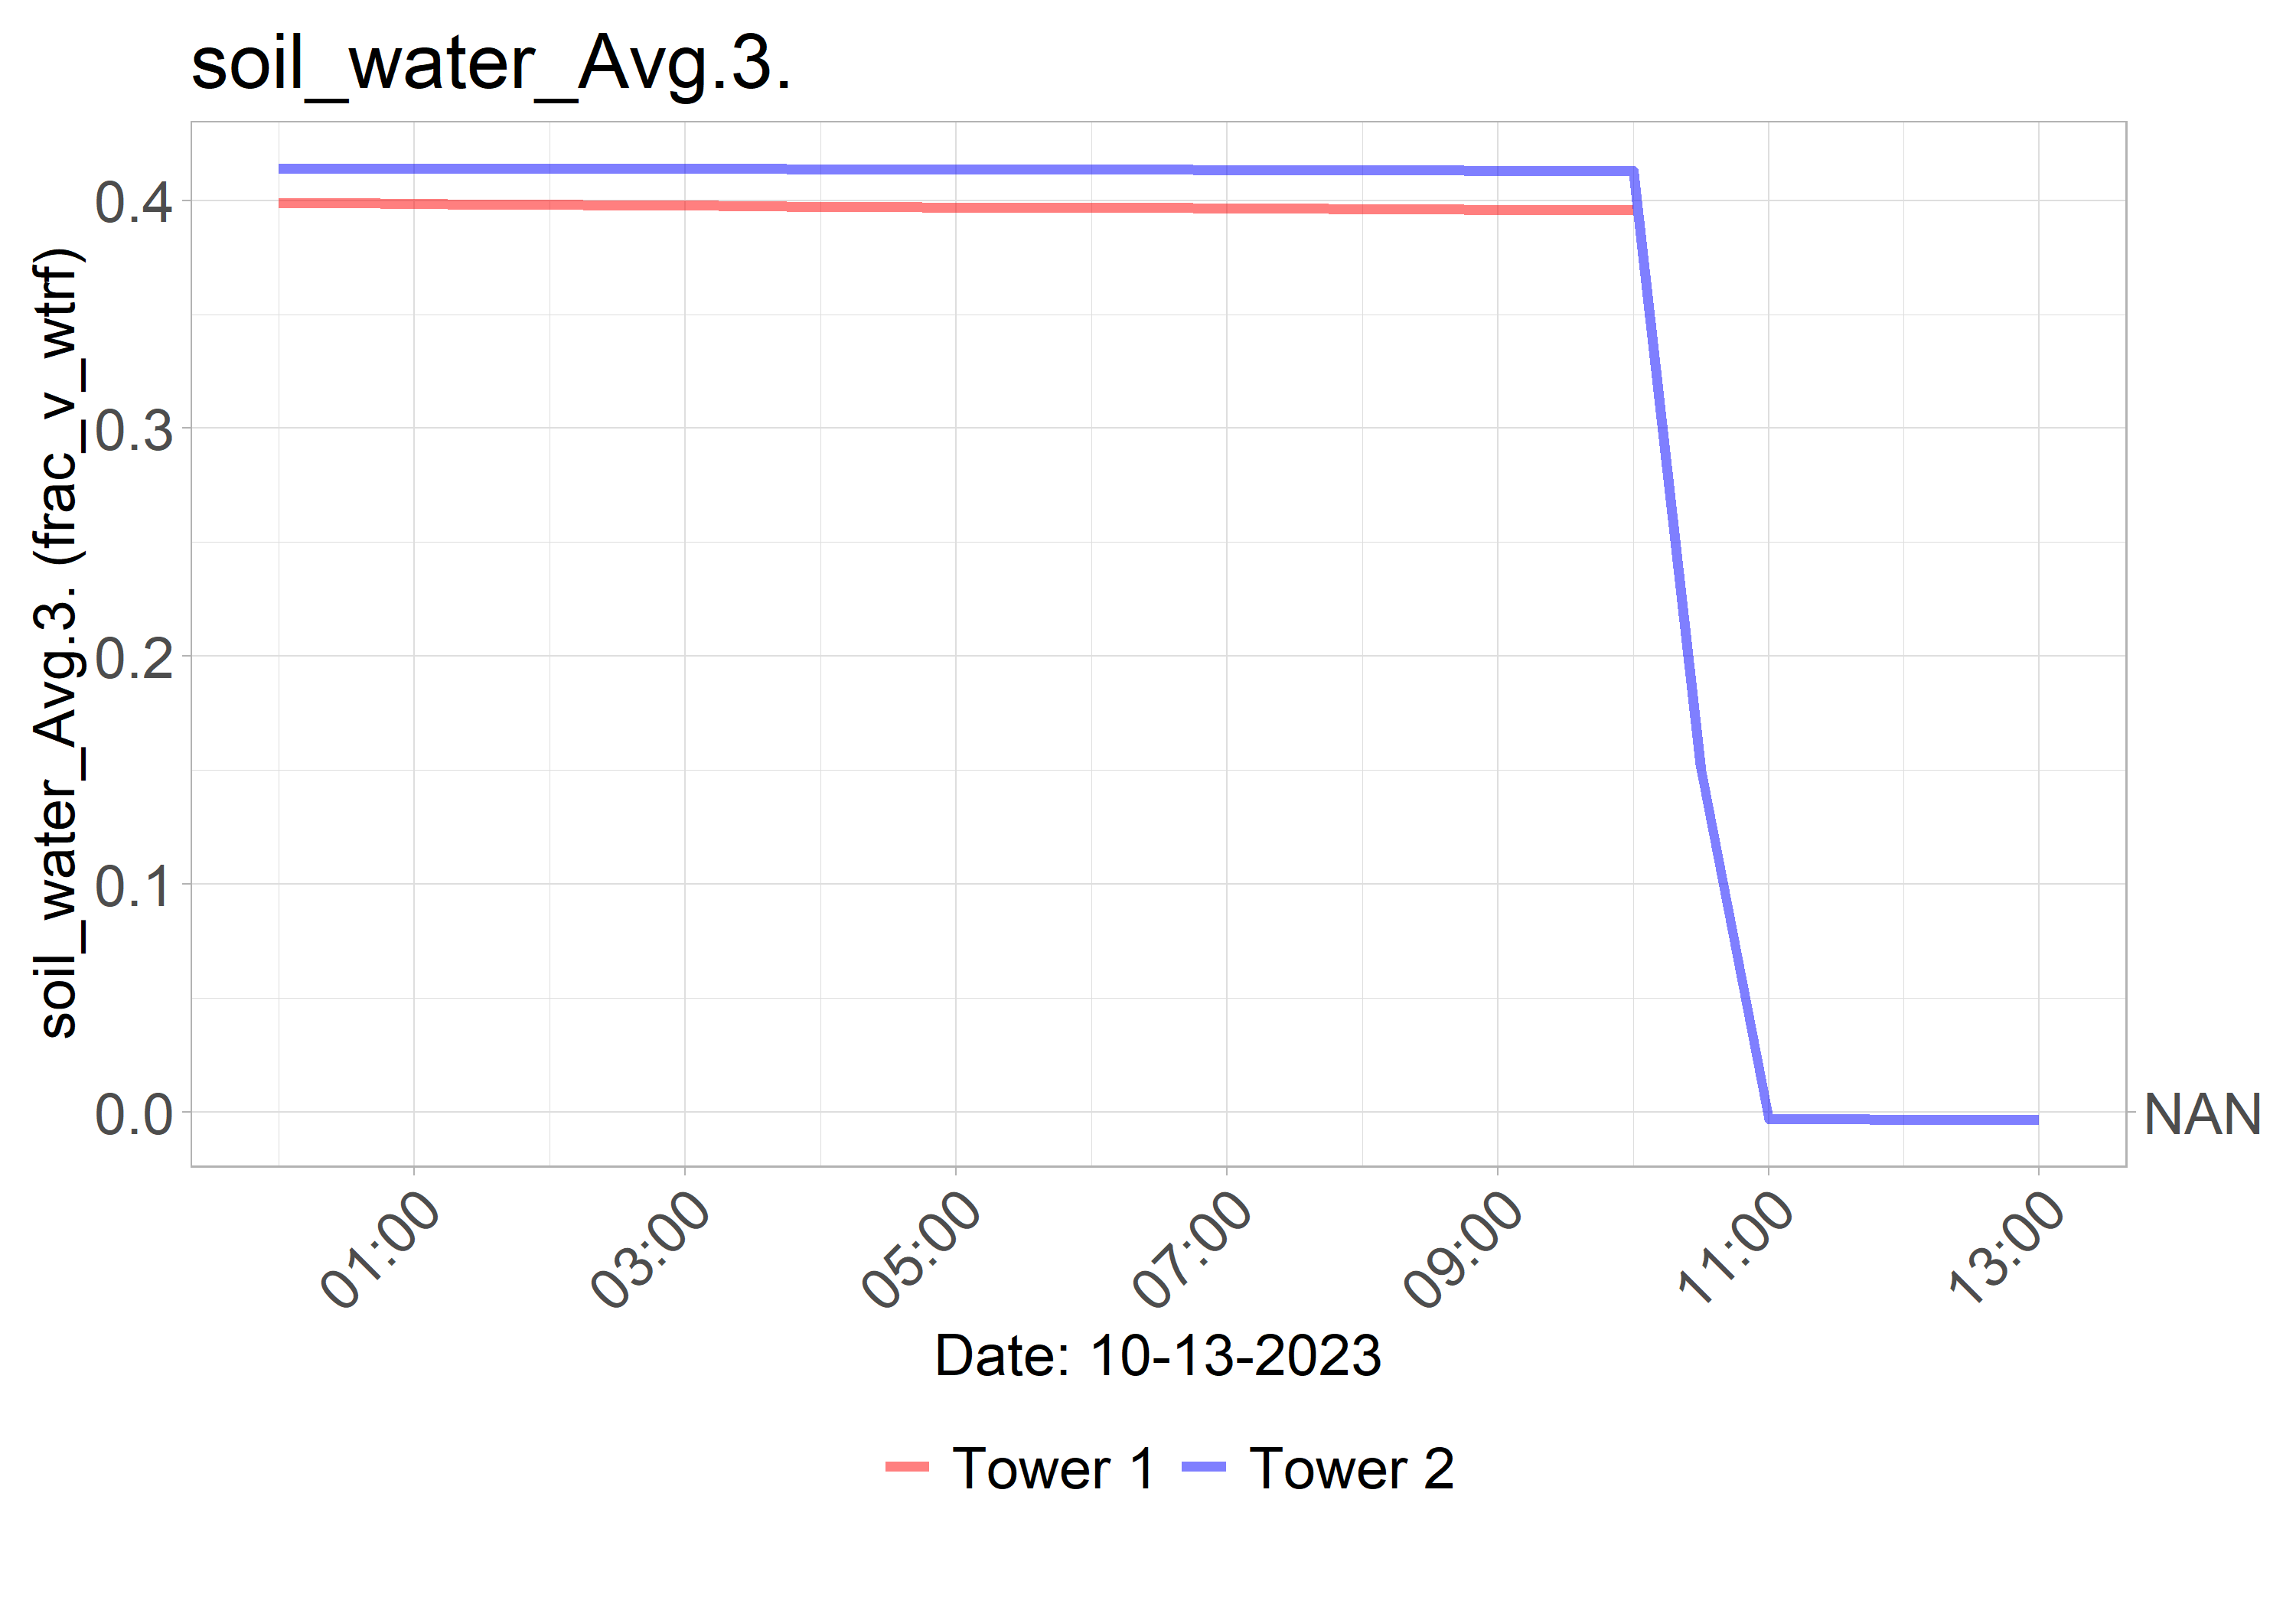 soil_water_Avg.3.
soil_water_Avg.3. (frac_v_wtrf)
0.4
0.3
0.2
0.1
0.0
NAN
01:00
03:00
05:00
07:00
09:00
11:00
13:00
Date: 10-13-2023
Tower 1
Tower 2